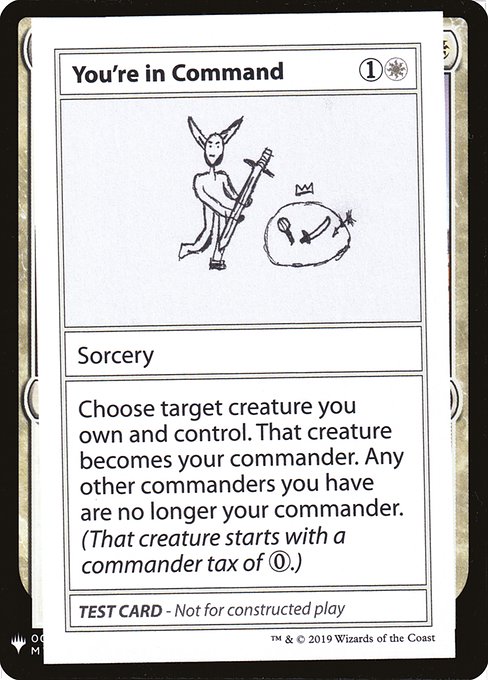 You're in Command 1
Sorcery
Choose target creature you
own and control. That creature
becomes your commander. Any
other commanders you have
are no longer your commander.
(That creature starts with a
commander tax of 0.)
TEST CARD - Not for constructed play
™ & © 2019 Wizards of the Coast